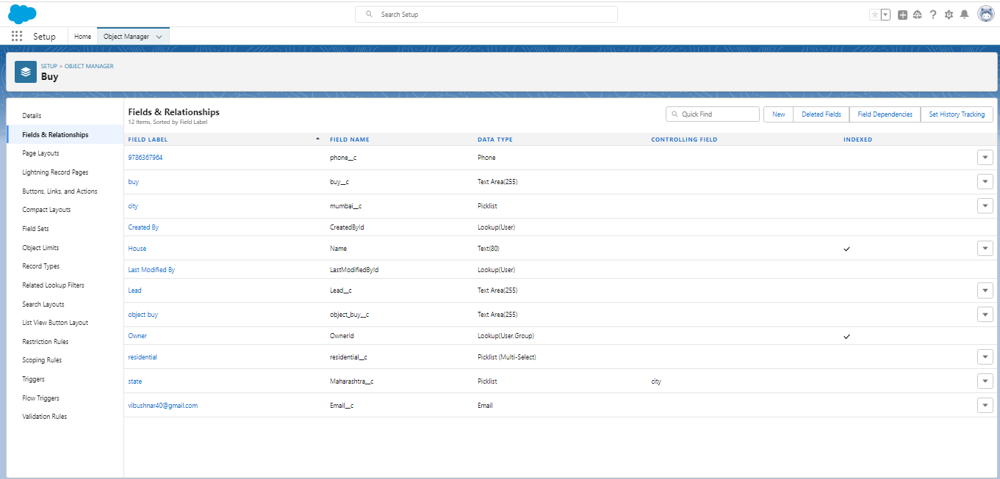 Search Setup
Setup Home Object Manager
SETUP > OBJECT MANAGER
Buy
Details
Fields & Relationships
Page Layouts
Lightning Record Pages
Buttons, Links, and Actions
Compact Layouts
Field Sets
Object Limits
Record Types
Related Lookup Filters
Search Layouts
List View Button Layout
Restriction Rules
Scoping Rules
Triggers
Flow Triggers
Validation Rules
Fields & Relationships
12 Items, Sorted by Field Label
Quick Find New Deleted Fields Field Dependencies Set History Tracking
FIELD LABEL FIELD NAME DATA TYPE CONTROLLING FIELD INDEXED
9786367964 phone__c Phone
buy buy__c Text Area(255)
city mumbai__c Picklist
Created By CreatedById Lookup(User)
House Name Text(80)
Last Modified By LastModifiedById Lookup(User)
Lead Lead__c Text Area(255)
object buy object_buy__c Text Area(255)
Owner OwnerId Lookup(User,Group)
residential residential__c Picklist (Multi-Select)
state Maharashtra__c Picklist city
vibushnar40@gmail.com Email__c Email